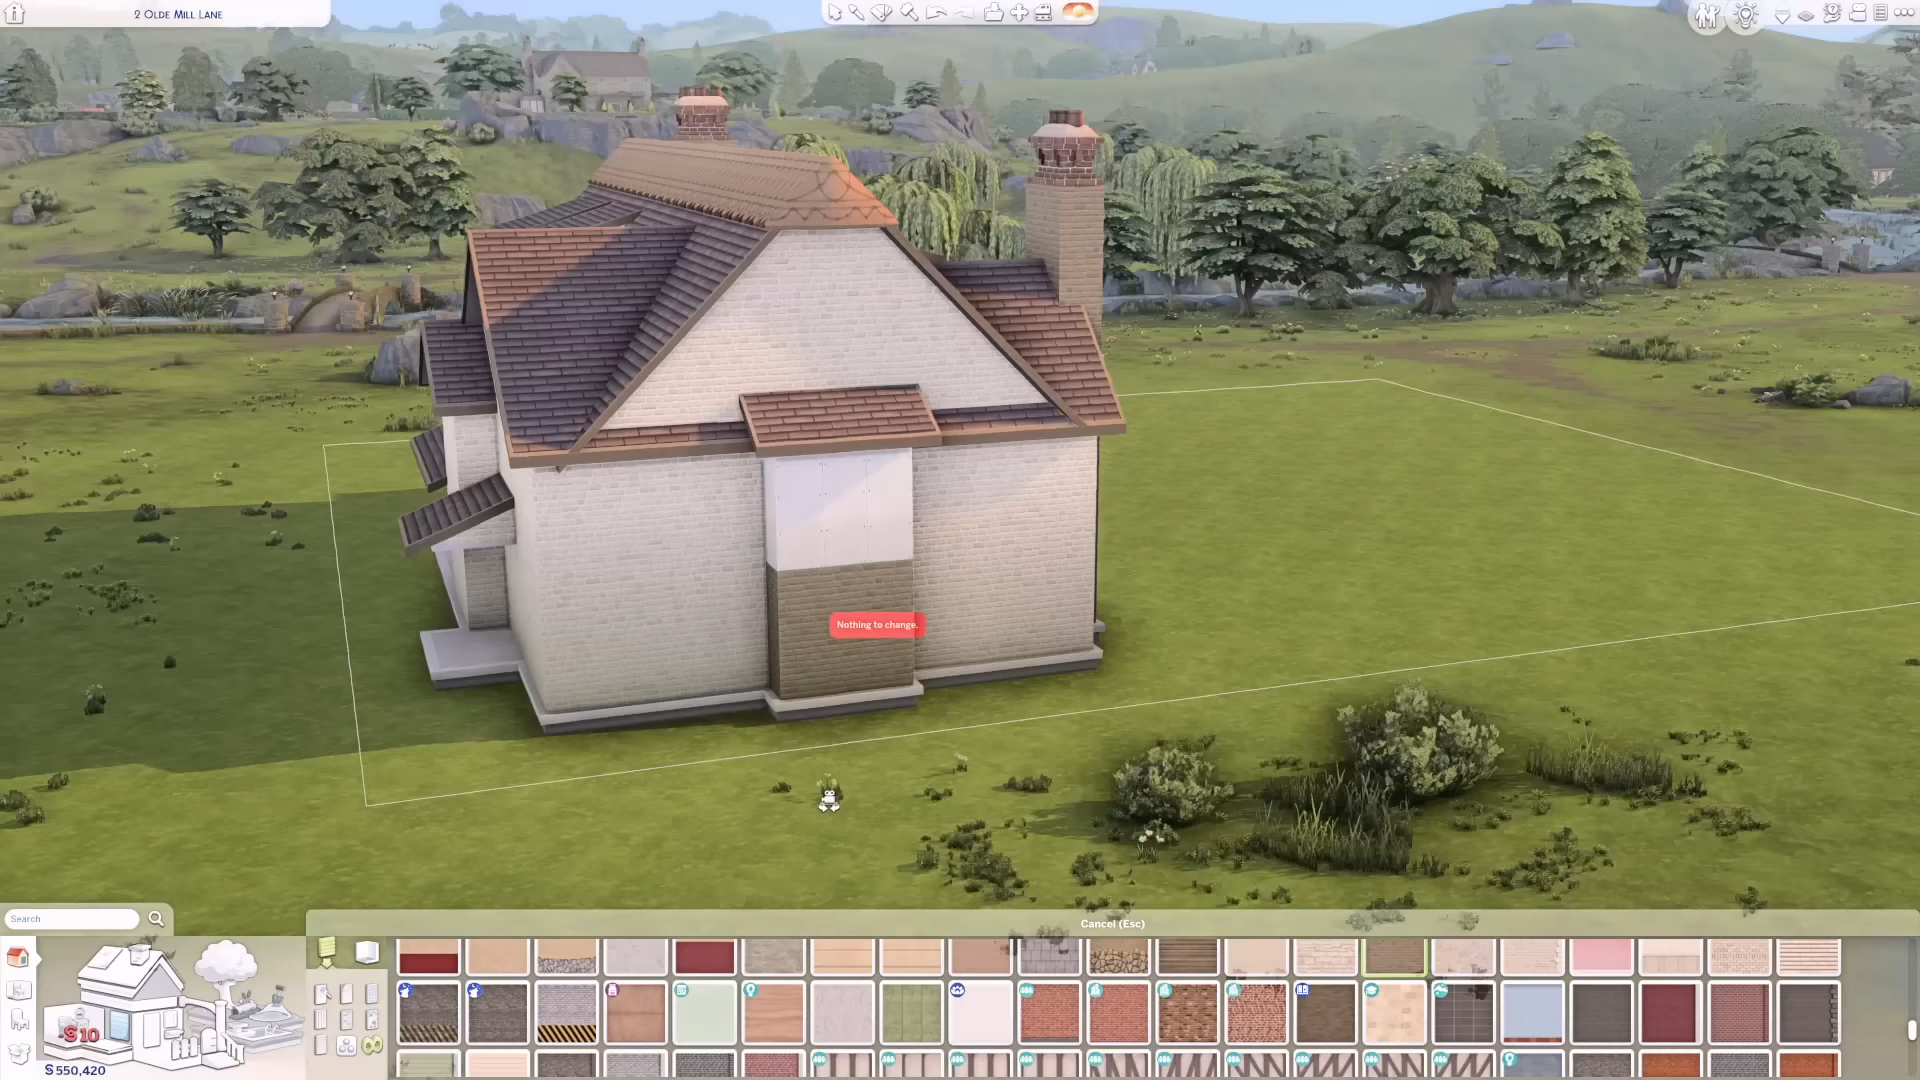 2 OLDE MILL LANE
Nothing to change.
Search
Cancel (Esc)
$10
$550,420